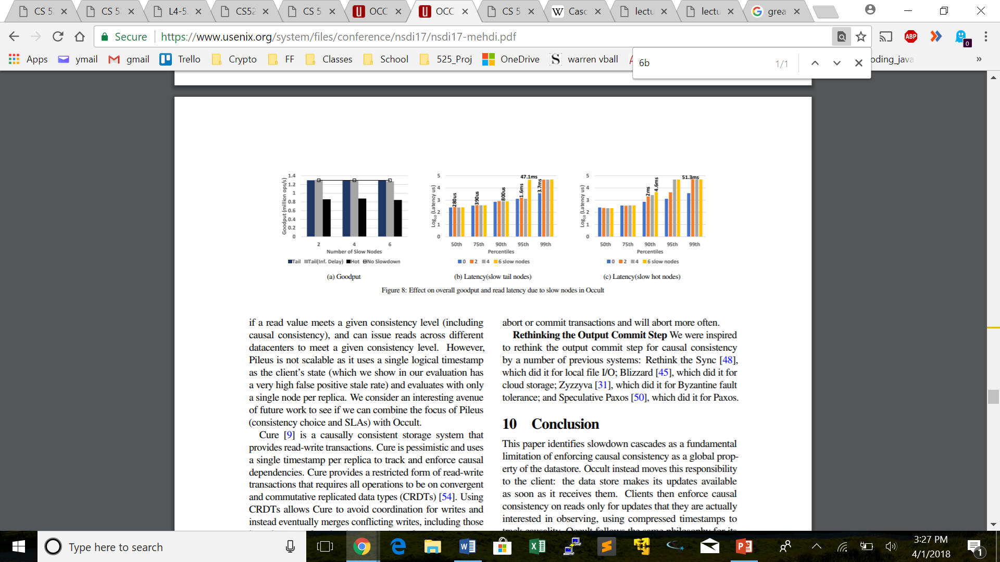 CS 5
CS 5
L4-5
CS52
CS 5
OCC
OCC
CS 5
W Casc
lectu
lectu
grea
Secure https://www.usenix.org/system/files/conference/nsdi17/nsdi17-mehdi.pdf
ABP
0
Apps ymail gmail Trello Crypto FF Classes School 525_Proj OneDrive warren vball oding_java »
6b 1/1
Goodput (million ops/s)
1.4
1.2
1
0.8
0.6
0.4
0.2
0
2 4 6
Number of Slow Nodes
Tail Tail(Inf. Delay) Hot No Slowdown
(a) Goodput
Log10 (Latency us)
5
4
3
2
1
0
280us
390us
800us
1.6ms
47.1ms
3.7ms
50th 75th 90th 95th 99th
Percentiles
0 2 4 6 slow nodes
(b) Latency(slow tail nodes)
Log10 (Latency us)
5
4
3
2
1
0
2ms
4.6ms
51.3ms
50th 75th 90th 95th 99th
Percentiles
0 2 4 6 slow nodes
(c) Latency(slow hot nodes)
Figure 8: Effect on overall goodput and read latency due to slow nodes in Occult
if a read value meets a given consistency level (including
causal consistency), and can issue reads across different
datacenters to meet a given consistency level. However,
Pileus is not scalable as it uses a single logical timestamp
as the client's state (which we show in our evaluation has
a very high false positive stale rate) and evaluates with only
a single node per replica. We consider an interesting avenue
of future work to see if we can combine the focus of Pileus
(consistency choice and SLAs) with Occult.
Cure [9] is a causally consistent storage system that
provides read-write transactions. Cure is pessimistic and uses
a single timestamp per replica to track and enforce causal
dependencies. Cure provides a restricted form of read-write
transactions that requires all operations to be on convergent
and commutative replicated data types (CRDTs) [54]. Using
CRDTs allows Cure to avoid coordination for writes and
instead eventually merges conflicting writes, including those
abort or commit transactions and will abort more often.
Rethinking the Output Commit Step We were inspired
to rethink the output commit step for causal consistency
by a number of previous systems: Rethink the Sync [48],
which did it for local file I/O; Blizzard [45], which did it for
cloud storage; Zyzzyva [31], which did it for Byzantine fault
tolerance; and Speculative Paxos [50], which did it for Paxos.
10 Conclusion
This paper identifies slowdown cascades as a fundamental
limitation of enforcing causal consistency as a global prop-
erty of the datastore. Occult instead moves this responsibility
to the client: the data store makes its updates available
as soon as it receives them. Clients then enforce causal
consistency on reads only for updates that they are actually
interested in observing, using compressed timestamps to
track causality. Occult follows the same philosophy for its
Type here to search
3:27 PM
4/1/2018
1